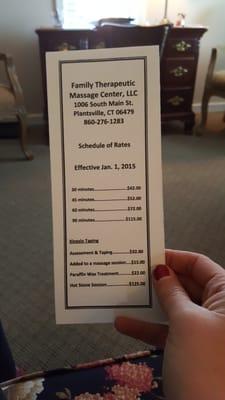 Family Therapeutic
Massage Center, LLC
1006 South Main St.
Plantsville, CT 06479
860-276-1283
Schedule of Rates
Effective Jan. 1, 2015
30 minutes..................$42.00
45 minutes..................$52.00
60 minutes..................$72.00
90 minutes..................$115.00
Kinesio Taping
Assessment & Taping..........$32.00
Added to a massage session....$15.00
Paraffin Wax Treatment........$22.00
Hot Stone Session............$125.00